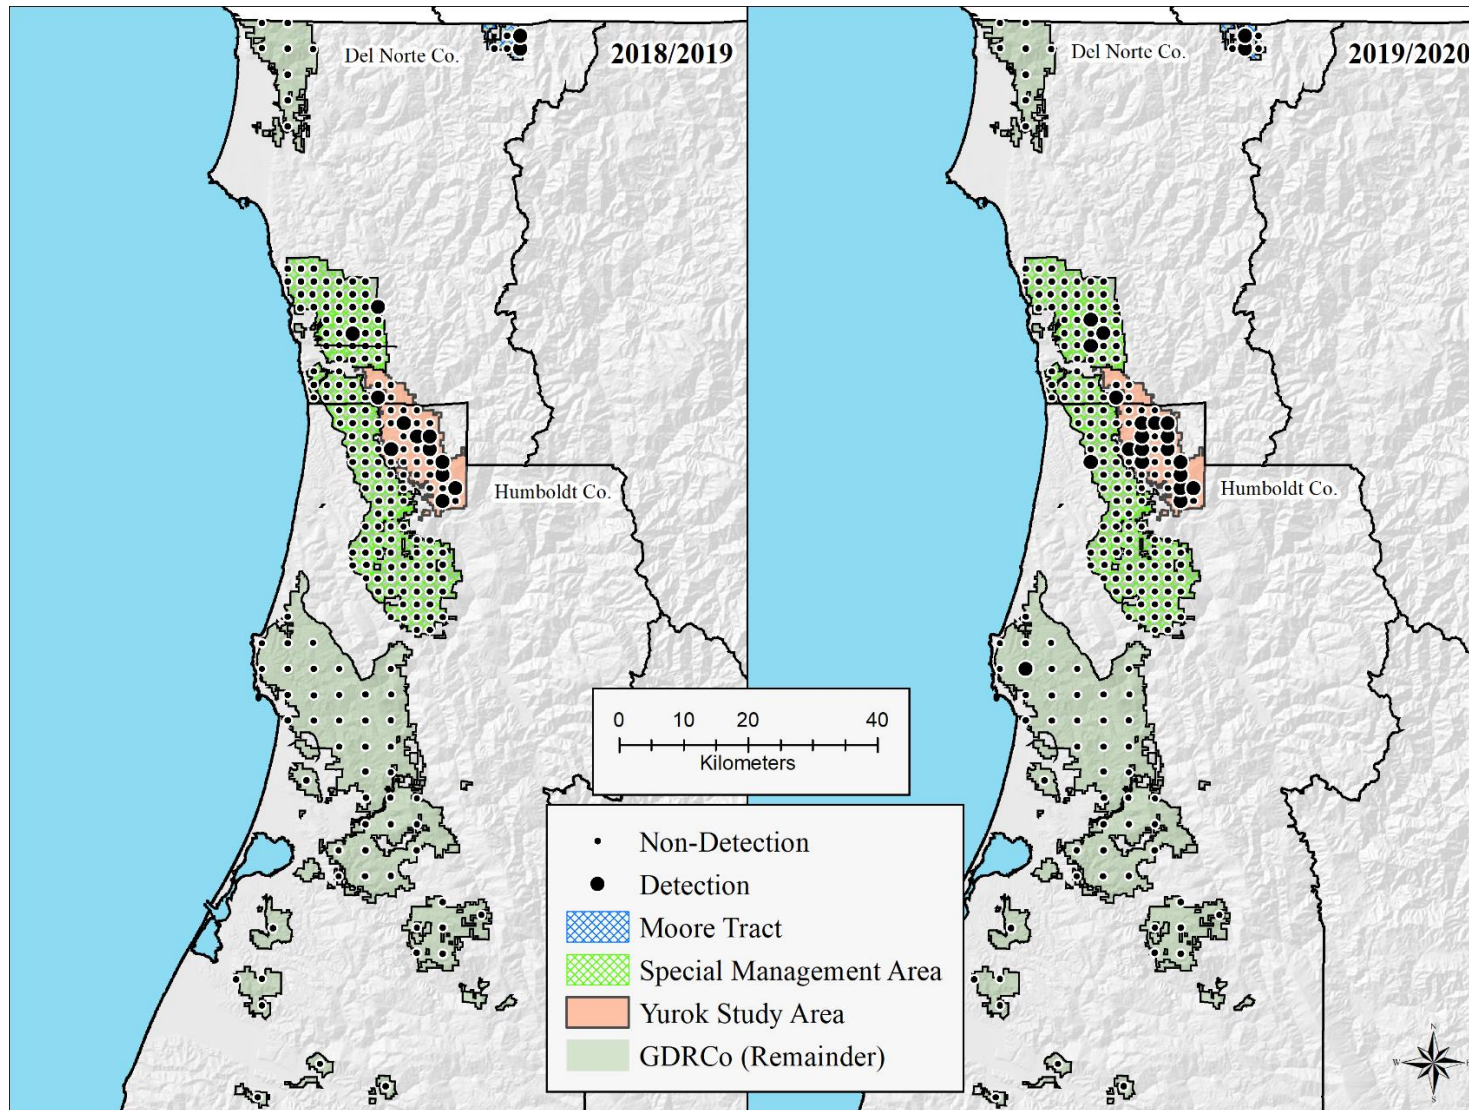 Del Norte Co.
2018/2019
Del Norte Co.
2019/2020
Humboldt Co.
Humboldt Co.
0 10 20 40
Kilometers
Non-Detection
Detection
Moore Tract
Special Management Area
Yurok Study Area
GDRCo (Remainder)
N
W E
S